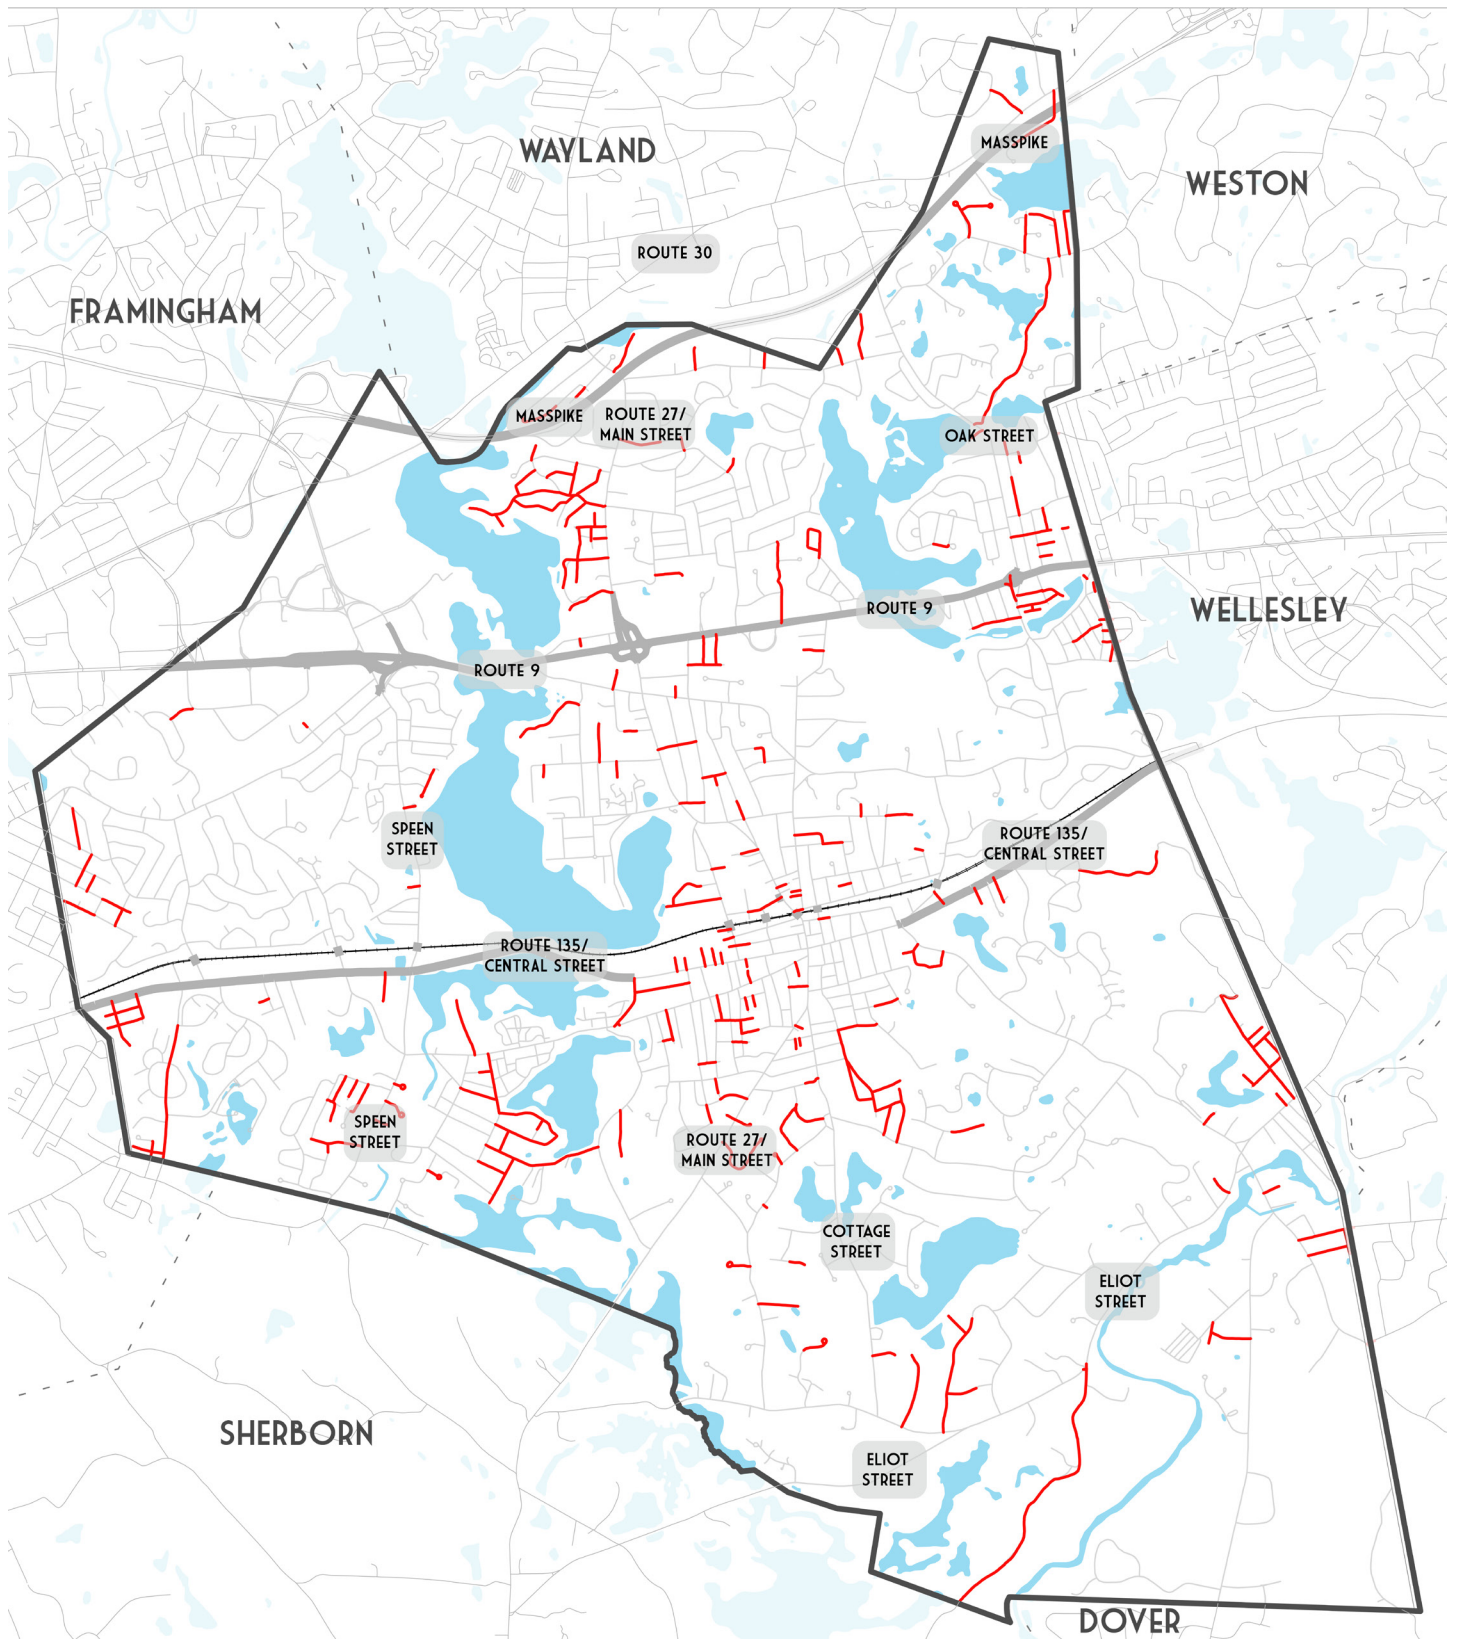 MASSPIKE
WAYLAND
WESTON
ROUTE 30
FRAMINGHAM
MASSPIKE
ROUTE 27/
MAIN STREET
OAK STREET
ROUTE 9
WELLESLEY
ROUTE 9
SPEEN
STREET
ROUTE 135/
CENTRAL STREET
ROUTE 135/
CENTRAL STREET
SPEEN
STREET
ROUTE 27/
MAIN STREET
COTTAGE
STREET
ELIOT
STREET
SHERBORN
ELIOT
STREET
DOVER